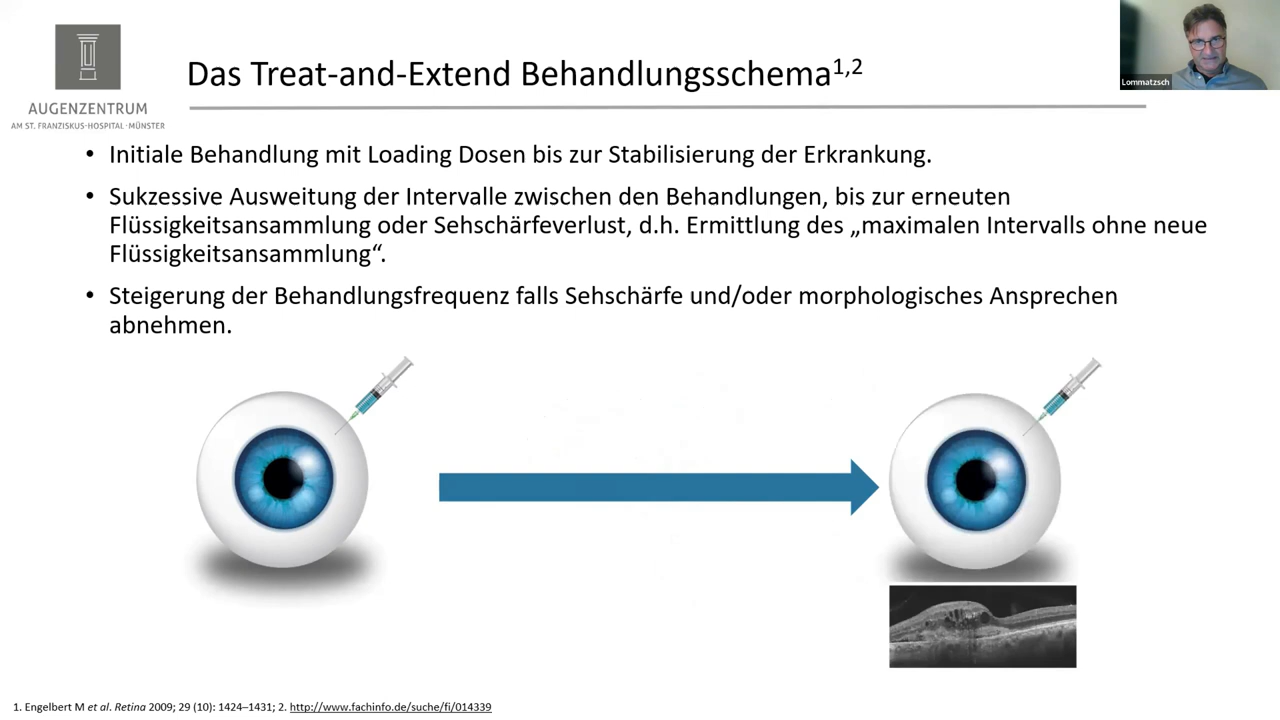 Das Treat-and-Extend Behandlungsschema1,2
Lommatzsch
AUGENZENTRUM
AM ST. FRANZISKUS-HOSPITAL·MÜNSTER
• Initiale Behandlung mit Loading Dosen bis zur Stabilisierung der Erkrankung.
• Sukzessive Ausweitung der Intervalle zwischen den Behandlungen, bis zur erneuten
Flüssigkeitsansammlung oder Sehschärfeverlust, d.h. Ermittlung des „maximalen Intervalls ohne neue
Flüssigkeitsansammlung“.
• Steigerung der Behandlungsfrequenz falls Sehschärfe und/oder morphologisches Ansprechen
abnehmen.
1. Engelbert M et al. Retina 2009; 29 (10): 1424–1431; 2. http://www.fachinfo.de/suche/fi/014339